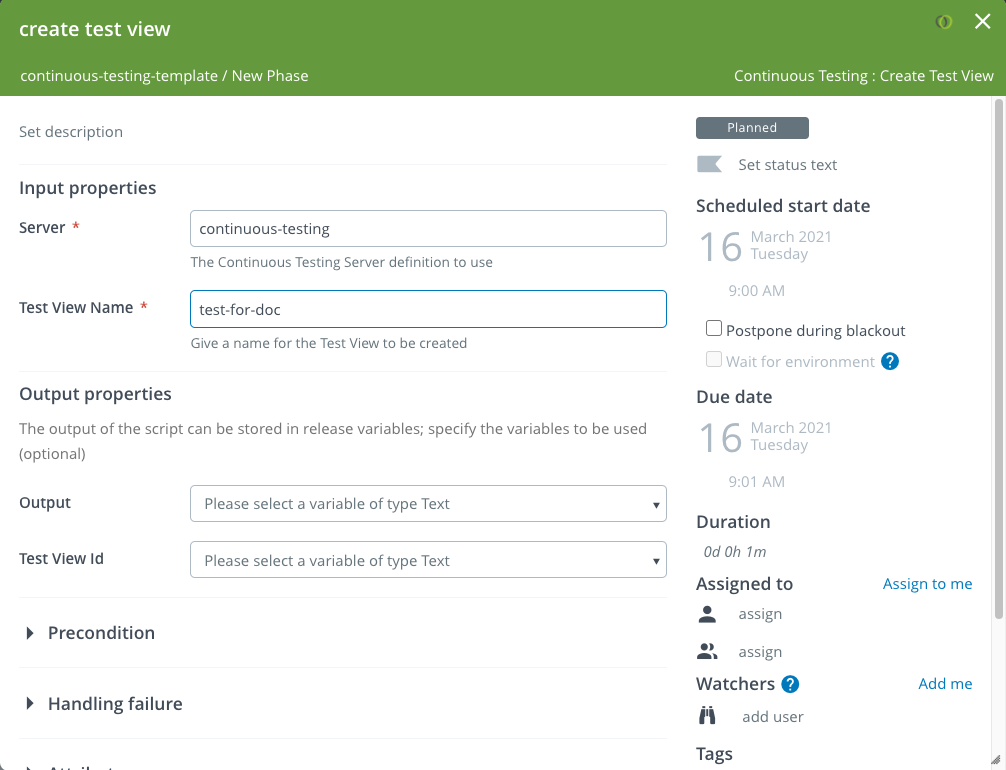 create test view
continuous-testing-template / New Phase
Continuous Testing : Create Test View
Set description
Input properties
Server *
continuous-testing
The Continuous Testing Server definition to use
Test View Name *
test-for-doc
Give a name for the Test View to be created
Output properties
The output of the script can be stored in release variables; specify the variables to be used
(optional)
Output
Please select a variable of type Text
Test View Id
Please select a variable of type Text
Precondition
Handling failure
Planned
Set status text
Scheduled start date
16
March 2021
Tuesday
9:00 AM
Postpone during blackout
Wait for environment ?
Due date
16
March 2021
Tuesday
9:01 AM
Duration
0d 0h 1m
Assigned to
Assign to me
assign
assign
Watchers ?
Add me
add user
Tags